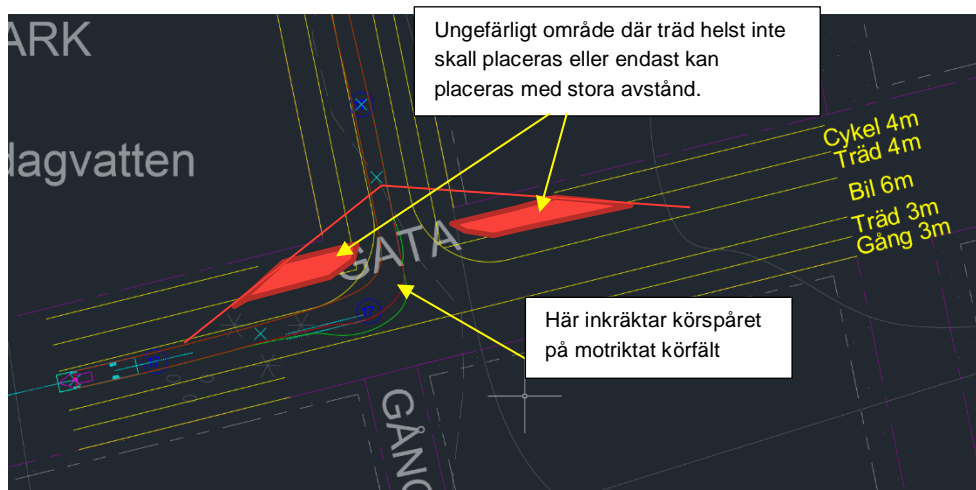 ARK
dagvatten
Ungefärligt område där träd helst inte
skall placeras eller endast kan
placeras med stora avstånd.
Cykel 4m
Träd 4m
Bil 6m
Träd 3m
Gång 3m
GATA
Här inkräktar körspåret
på motriktat körfält
GÅNG